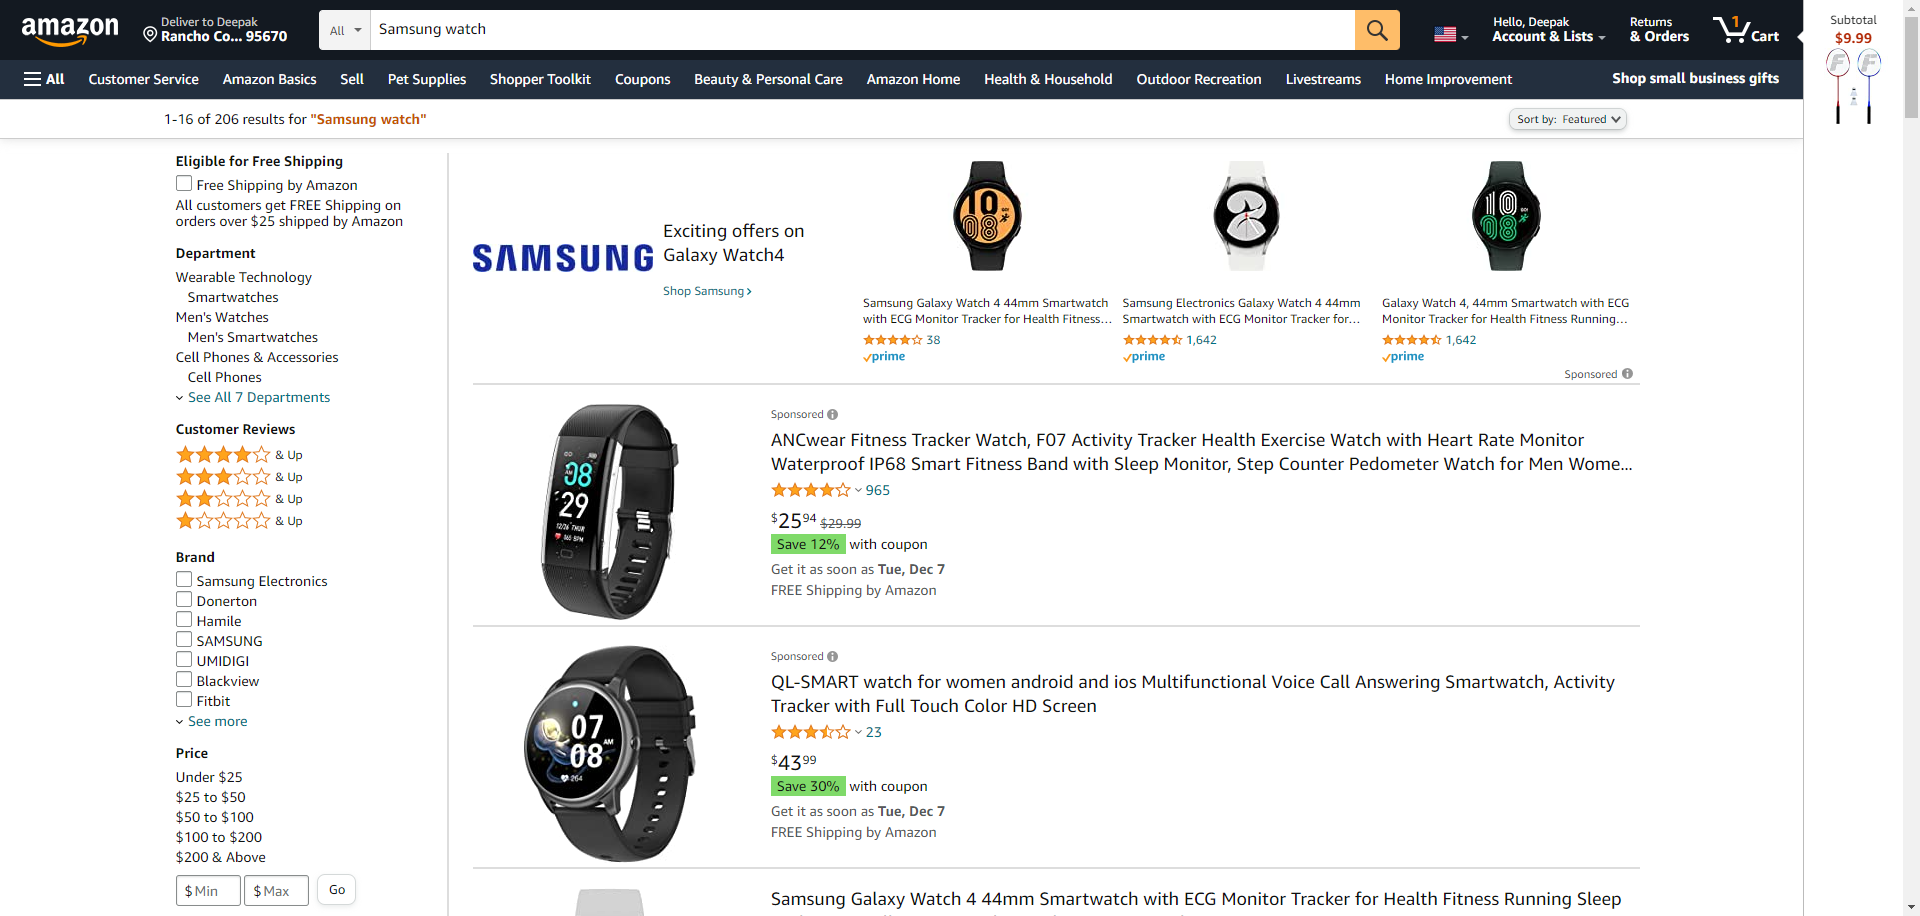 amazon
Deliver to Deepak
Rancho Co... 95670
All
Samsung watch
Hello, Deepak
Account & Lists
Returns
& Orders
1
Cart
Subtotal
$9.99
All
Customer Service
Amazon Basics
Sell
Pet Supplies
Shopper Toolkit
Coupons
Beauty & Personal Care
Amazon Home
Health & Household
Outdoor Recreation
Livestreams
Home Improvement
Shop small business gifts
1-16 of 206 results for "Samsung watch"
Sort by: Featured
Eligible for Free Shipping
Free Shipping by Amazon
All customers get FREE Shipping on
orders over $25 shipped by Amazon
Department
Wearable Technology
Smartwatches
Men's Watches
Men's Smartwatches
Cell Phones & Accessories
Cell Phones
See All 7 Departments
Customer Reviews
& Up
& Up
& Up
& Up
Brand
Samsung Electronics
Donerton
Hamile
SAMSUNG
UMIDIGI
Blackview
Fitbit
See more
Price
Under $25
$25 to $50
$50 to $100
$100 to $200
$200 & Above
$ Min
$ Max
Go
SAMSUNG
Exciting offers on
Galaxy Watch4
Shop Samsung
10
08
Samsung Galaxy Watch 4 44mm Smartwatch
with ECG Monitor Tracker for Health Fitness...
38
prime
Samsung Electronics Galaxy Watch 4 44mm
Smartwatch with ECG Monitor Tracker for...
1,642
prime
10
08
Galaxy Watch 4, 44mm Smartwatch with ECG
Monitor Tracker for Health Fitness Running...
1,642
prime
Sponsored
08
29
12/26 THUR
Sponsored
ANCwear Fitness Tracker Watch, F07 Activity Tracker Health Exercise Watch with Heart Rate Monitor
Waterproof IP68 Smart Fitness Band with Sleep Monitor, Step Counter Pedometer Watch for Men Wome...
965
$25.94 $29.99
Save 12% with coupon
Get it as soon as Tue, Dec 7
FREE Shipping by Amazon
07
08
AM
Sponsored
QL-SMART watch for women android and ios Multifunctional Voice Call Answering Smartwatch, Activity
Tracker with Full Touch Color HD Screen
23
$43.99
Save 30% with coupon
Get it as soon as Tue, Dec 7
FREE Shipping by Amazon
Samsung Galaxy Watch 4 44mm Smartwatch with ECG Monitor Tracker for Health Fitness Running Sleep